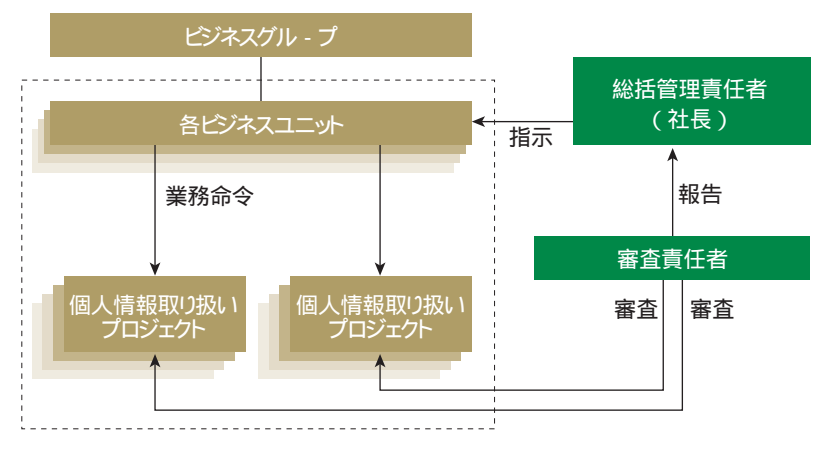 ビジネスグル - プ
各ビジネスユニット
総括管理責任者
(社長)
指示
業務命令
報告
審査責任者
個人情報取り扱い
プロジェクト
個人情報取り扱い
プロジェクト
審査
審査